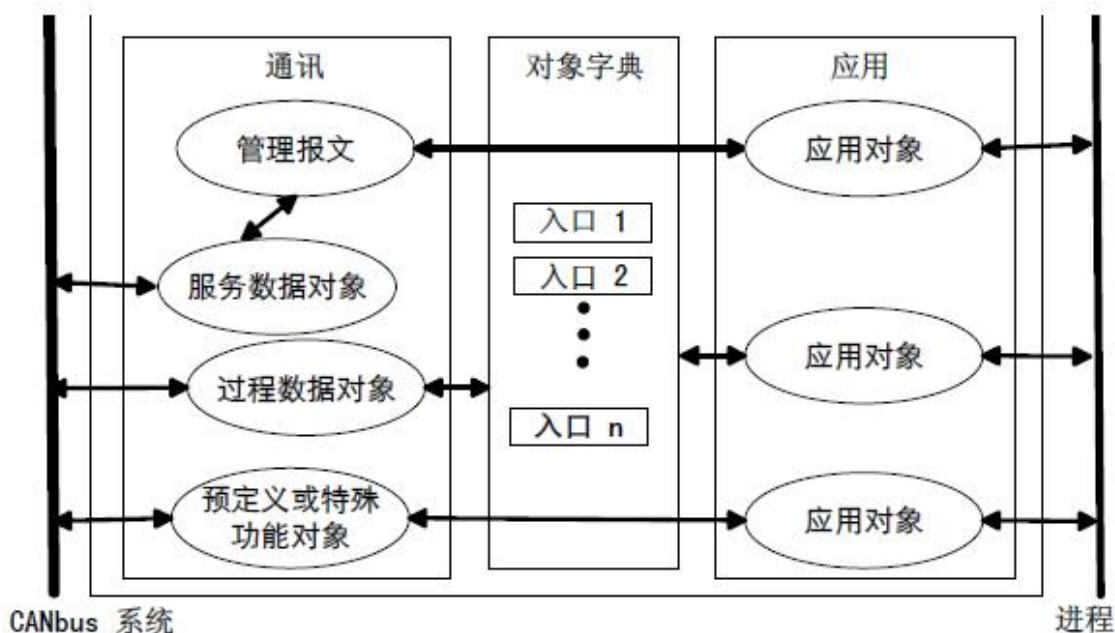 通讯
对象字典
应用
管理报文
应用对象
入口 1
入口 2
服务数据对象
应用对象
过程数据对象
入口 n
预定义或特殊
功能对象
应用对象
CANbus 系统
进程